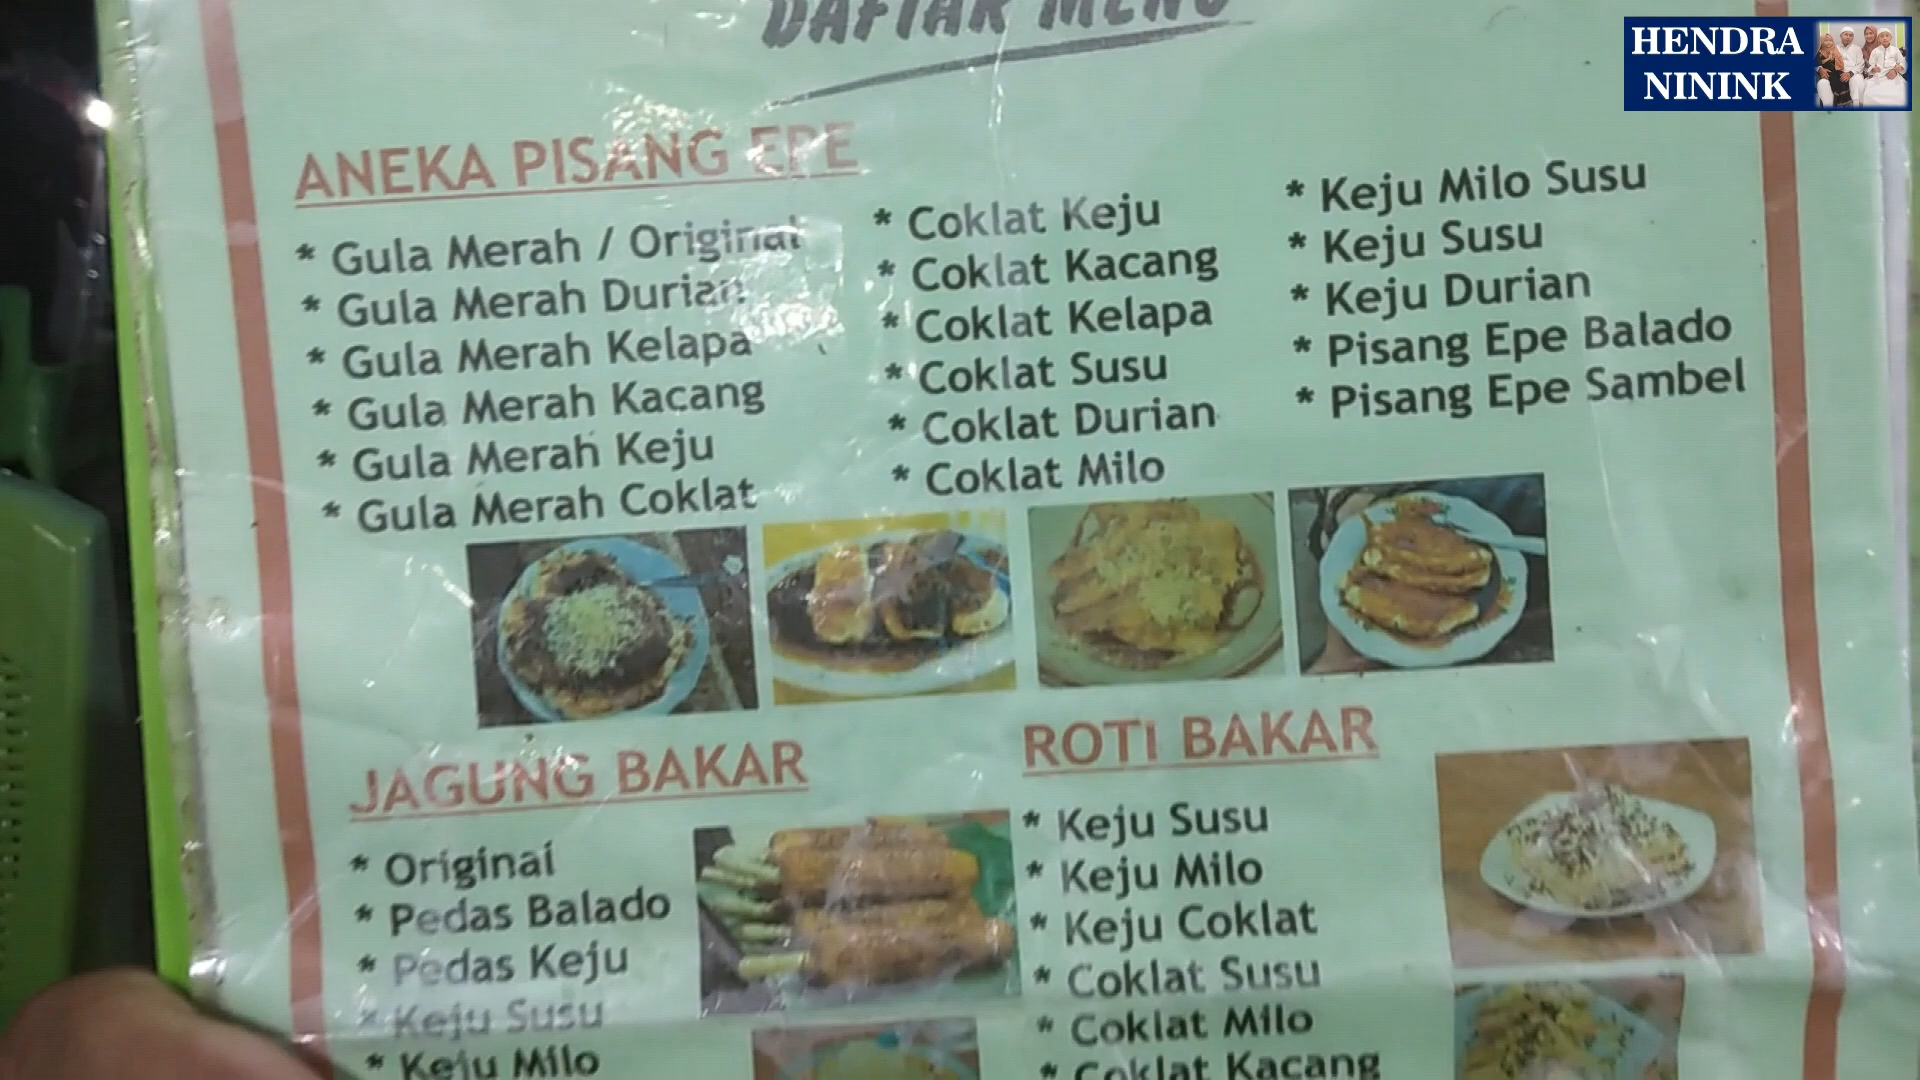 DAFTAR MENU
HENDRA
NININK
ANEKA PISANG EPE
* Gula Merah / Original
* Gula Merah Durian
* Gula Merah Kelapa
* Gula Merah Kacang
* Gula Merah Keju
* Gula Merah Coklat
* Coklat Keju
* Coklat Kacang
* Coklat Kelapa
* Coklat Susu
* Coklat Durian
* Coklat Milo
* Keju Milo Susu
* Keju Susu
* Keju Durian
* Pisang Epe Balado
* Pisang Epe Sambel
JAGUNG BAKAR
* Original
* Pedas Balado
* Pedas Keju
* Keju Susu
* Keju Milo
ROTI BAKAR
* Keju Susu
* Keju Milo
* Keju Coklat
* Coklat Susu
* Coklat Milo
* Coklat Kacang